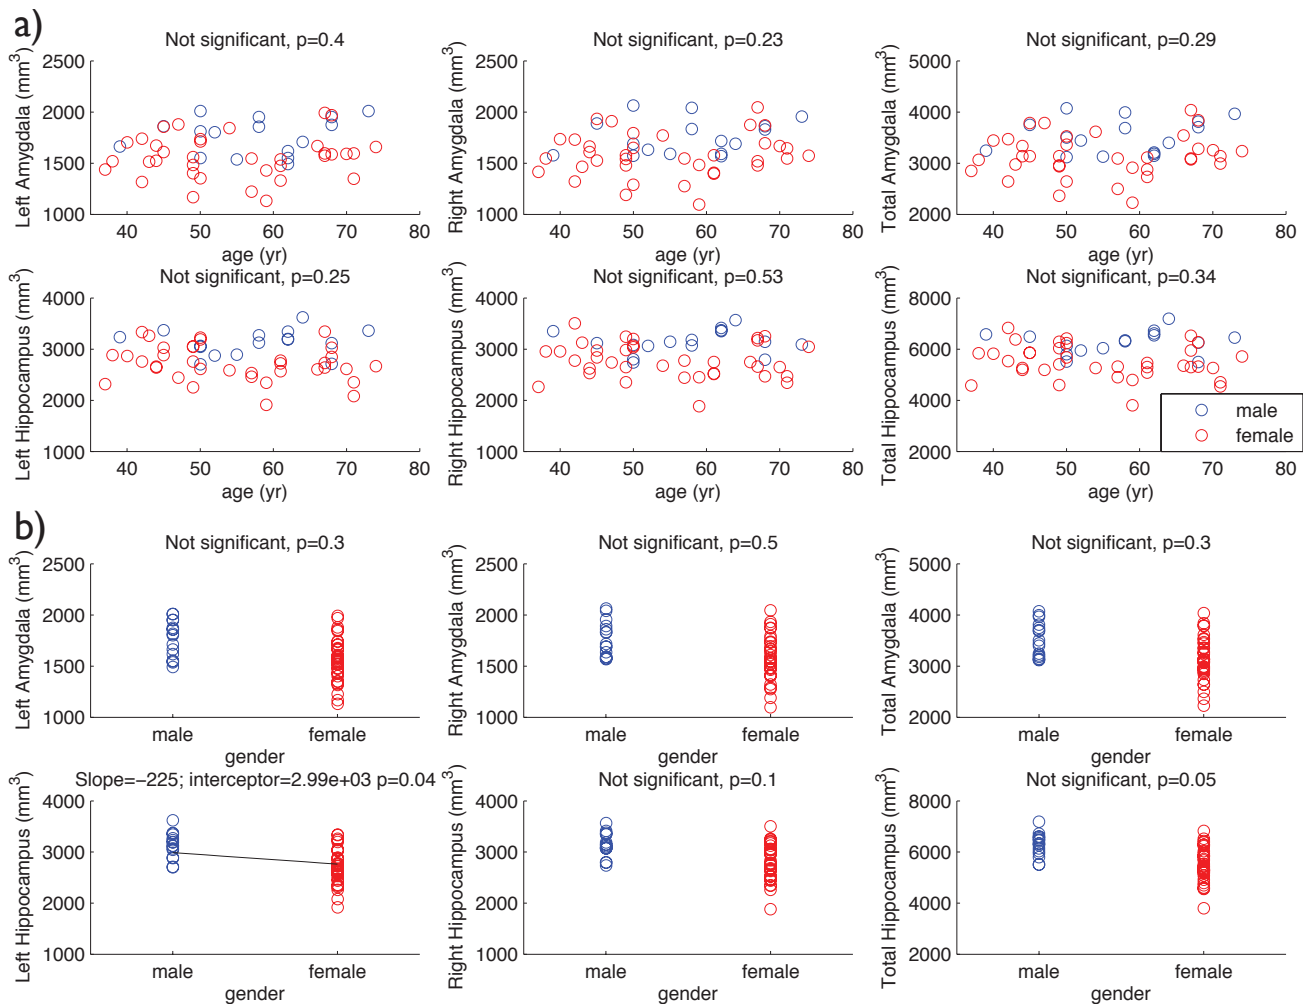 a)
Not significant, p=0.4
Not significant, p=0.23
Not significant, p=0.29
Left Amygdala (mm³)
2500
2000
1500
1000
40 50 60 70 80
age (yr)
Right Amygdala (mm³)
2500
2000
1500
1000
40 50 60 70 80
age (yr)
Total Amygdala (mm³)
5000
4000
3000
2000
40 50 60 70 80
age (yr)
Not significant, p=0.25
Not significant, p=0.53
Not significant, p=0.34
Left Hippocampus (mm³)
4000
3000
2000
1000
40 50 60 70 80
age (yr)
Right Hippocampus (mm³)
4000
3000
2000
1000
40 50 60 70 80
age (yr)
Total Hippocampus (mm³)
8000
6000
4000
2000
male
female
40 50 60 70 80
age (yr)
b)
Not significant, p=0.3
Not significant, p=0.5
Not significant, p=0.3
Left Amygdala (mm³)
2500
2000
1500
1000
male female
gender
Right Amygdala (mm³)
2500
2000
1500
1000
male female
gender
Total Amygdala (mm³)
5000
4000
3000
2000
male female
gender
Slope=−225; interceptor=2.99e+03 p=0.04
Not significant, p=0.1
Not significant, p=0.05
Left Hippocampus (mm³)
4000
3000
2000
1000
male female
gender
Right Hippocampus (mm³)
4000
3000
2000
1000
male female
gender
Total Hippocampus (mm³)
8000
6000
4000
2000
male female
gender